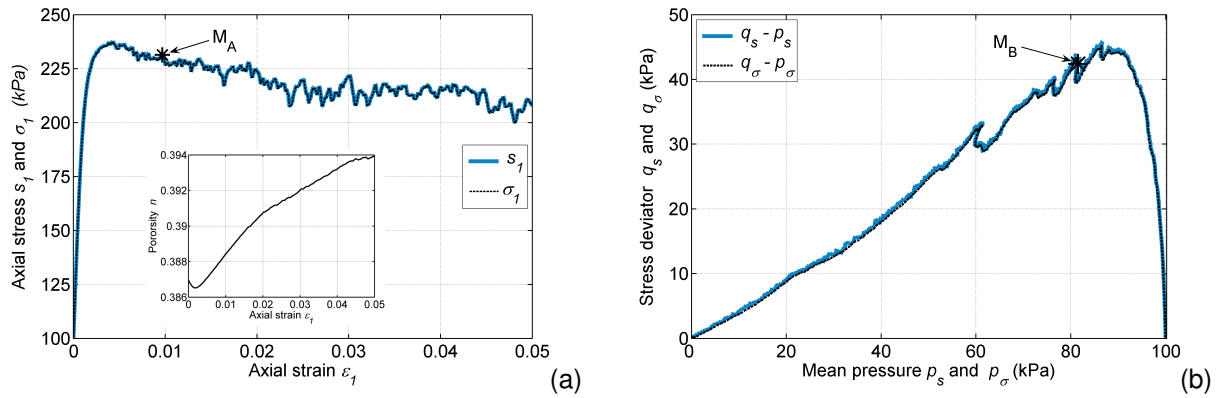 250
225
200
175
150
125
100
Axial stress s_1 and σ_1 (kPa)
M_A
s_1
σ_1
0.394
0.392
0.39
0.388
0.386
Pororsity n
0 0.01 0.02 0.03 0.04 0.05
Axial strain ε_1
0 0.01 0.02 0.03 0.04 0.05
Axial strain ε_1
(a)
50
40
30
20
10
0
Stress deviator q_s and q_σ (kPa)
q_s - p_s
q_σ - p_σ
M_B
0 20 40 60 80 100
Mean pressure p_s and p_σ (kPa)
(b)